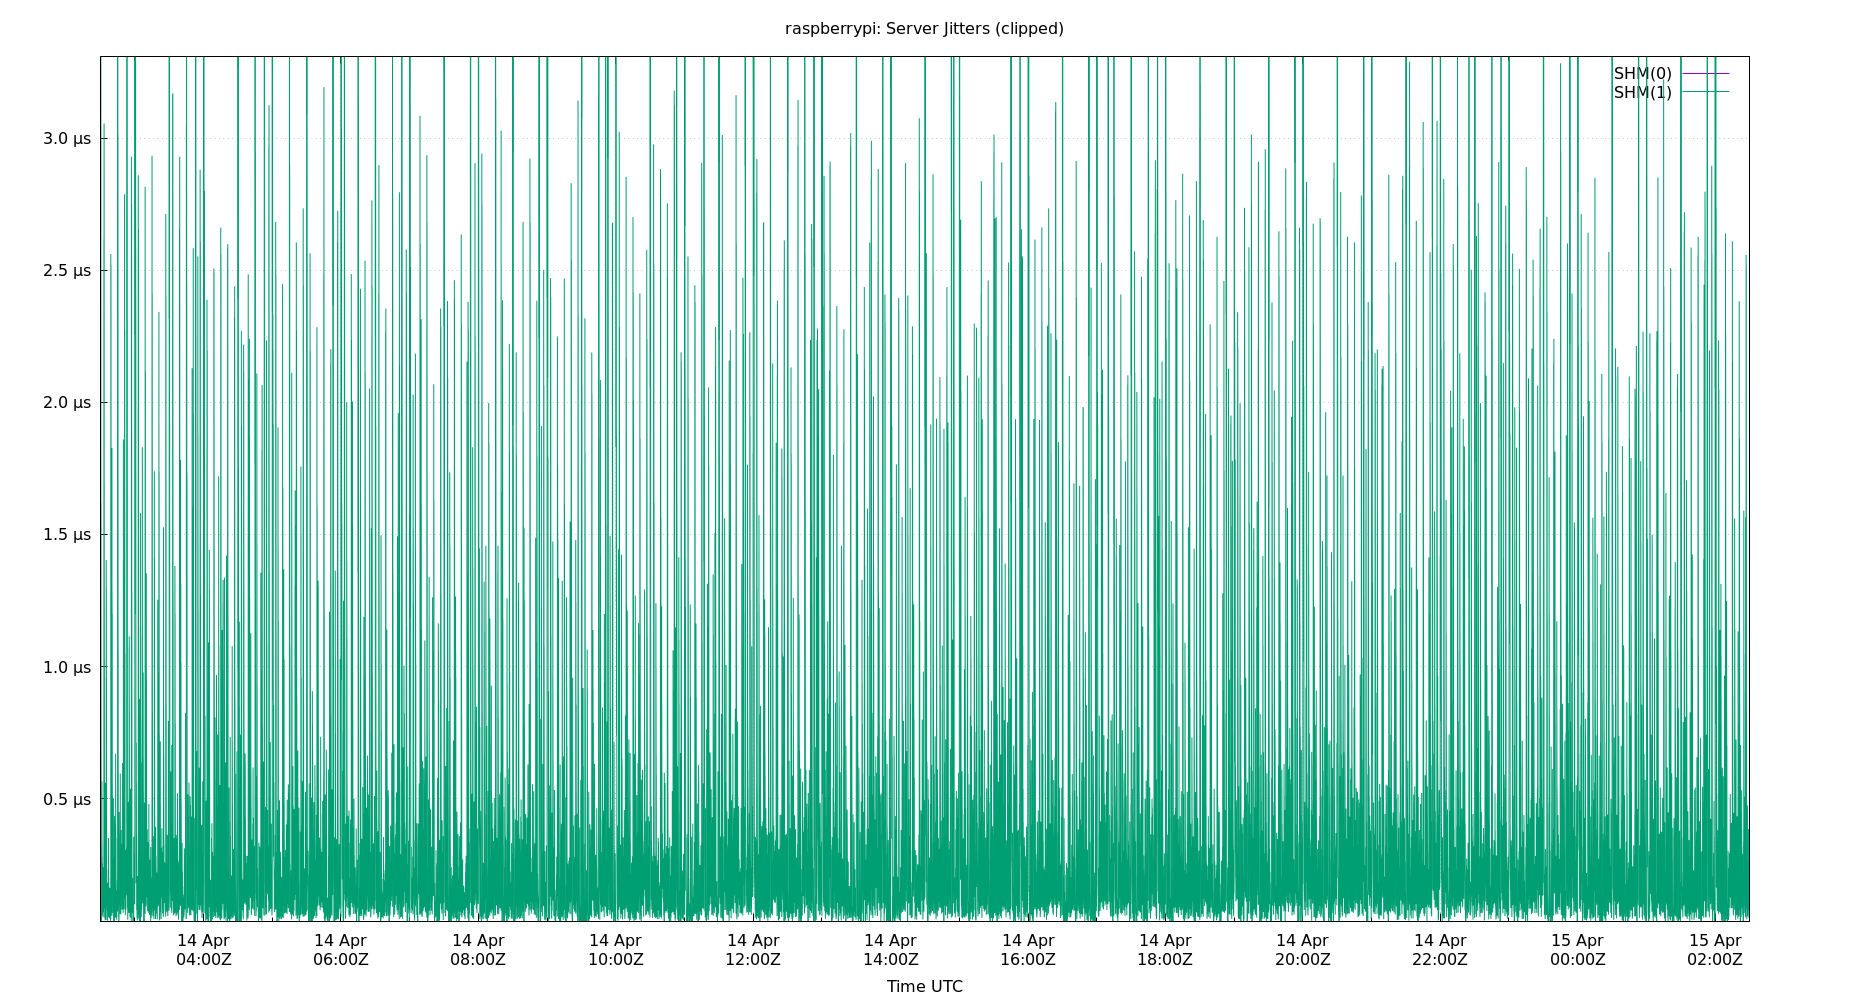 raspberrypi: Server Jitters (clipped)
SHM(0)
SHM(1)
3.0 µs
2.5 µs
2.0 µs
1.5 µs
1.0 µs
0.5 µs
14 Apr 14 Apr 14 Apr 14 Apr 14 Apr 14 Apr 14 Apr 14 Apr 14 Apr 14 Apr 15 Apr 15 Apr
04:00Z 06:00Z 08:00Z 10:00Z 12:00Z 14:00Z 16:00Z 18:00Z 20:00Z 22:00Z 00:00Z 02:00Z
Time UTC